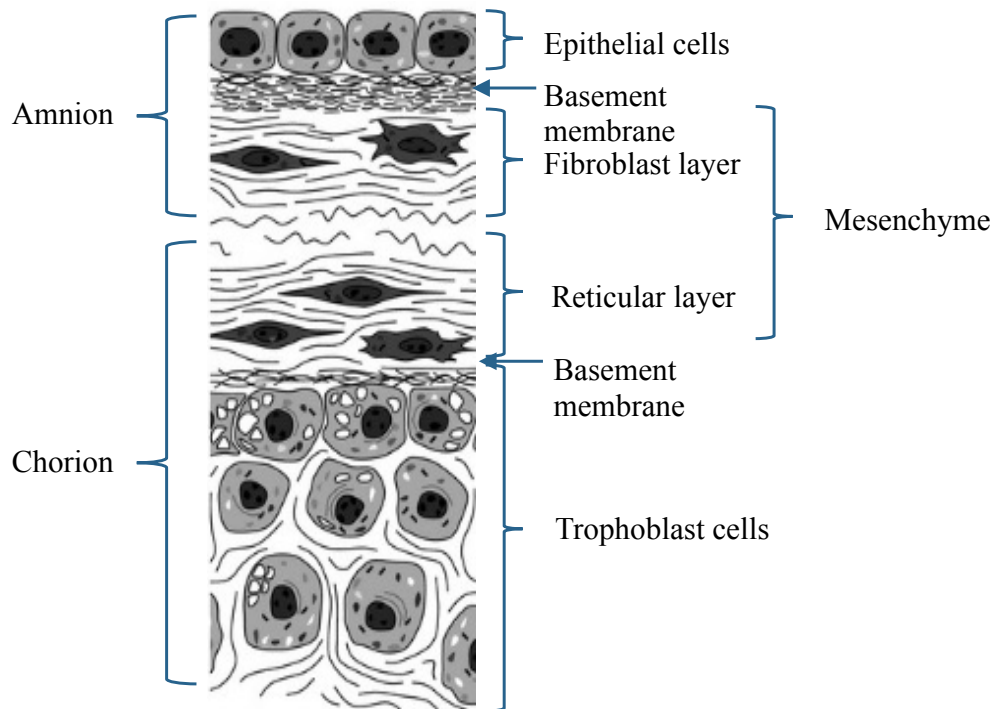 Epithelial cells
Amnion
Basement
membrane
Fibroblast layer
Mesenchyme
Reticular layer
Basement
membrane
Chorion
Trophoblast cells